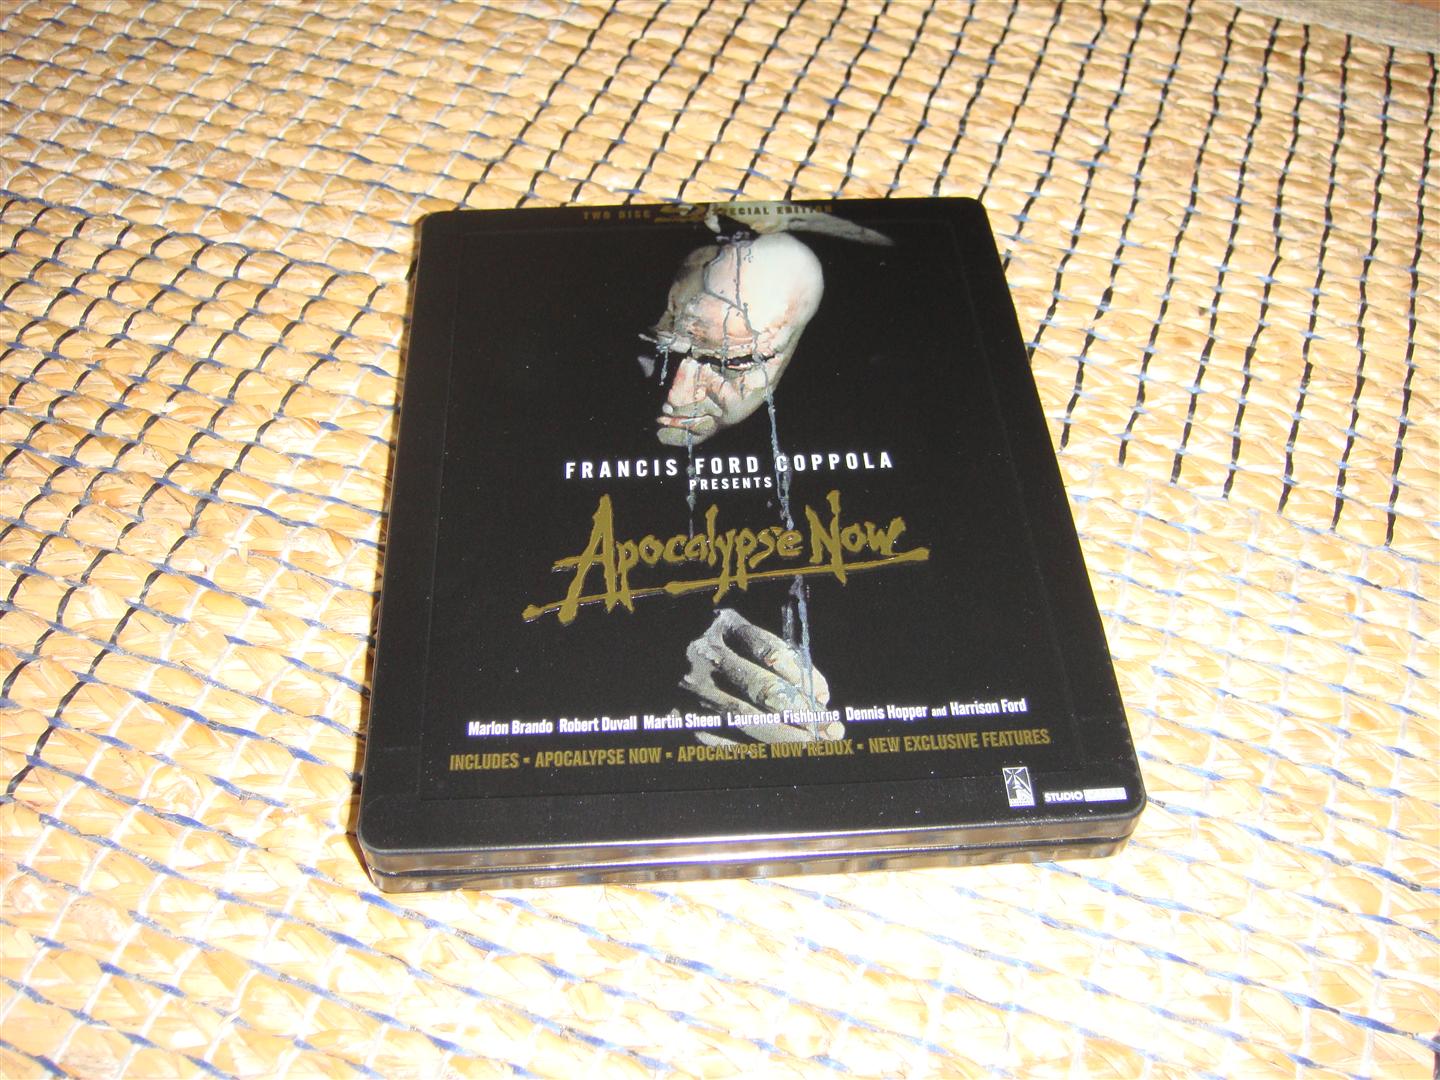 TWO DISC SPECIAL EDITION
FRANCIS FORD COPPOLA
PRESENTS
Apocalypse Now
Marlon Brando Robert Duvall Martin Sheen Laurence Fishburne Dennis Hopper and Harrison Ford
INCLUDES ▪ APOCALYPSE NOW ▪ APOCALYPSE NOW REDUX ▪ NEW EXCLUSIVE FEATURES
STUDIO